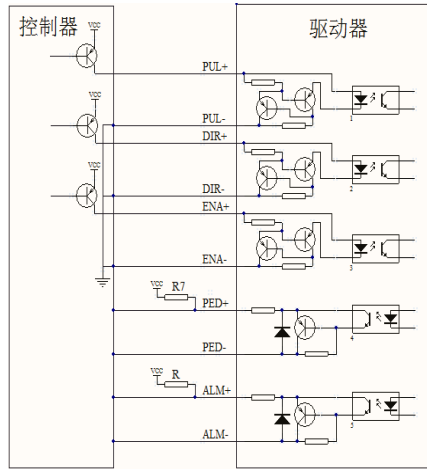 控制器
驱动器
VCC
PUL+
1
VCC
PUL-
DIR+
2
VCC
DIR-
ENA+
3
ENA-
VCC
R7
PED+
4
PED-
VCC
R
ALM+
5
ALM-